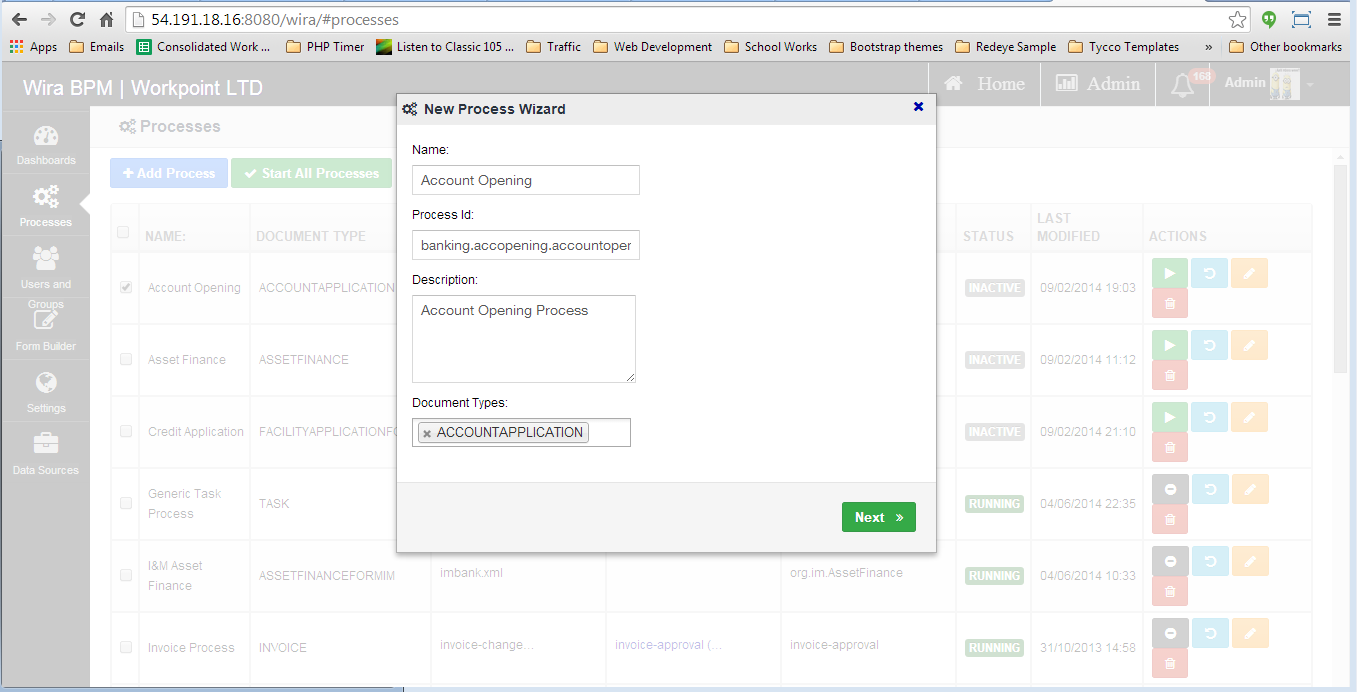 54.191.18.16:8080/wira/#processes
Apps Emails Consolidated Work ... PHP Timer Listen to Classic 105 ... Traffic Web Development School Works Bootstrap themes Redeye Sample Tycco Templates » Other bookmarks
Wira BPM | Workpoint LTD
Home Admin 168 Admin
Dashboards
Processes
Users and
Groups
Form Builder
Settings
Data Sources
Processes
+ Add Process Start All Processes
NAME: DOCUMENT TYPE STATUS LAST
MODIFIED ACTIONS
Account Opening ACCOUNTAPPLICATION INACTIVE 09/02/2014 19:03
Asset Finance ASSETFINANCE INACTIVE 09/02/2014 11:12
Credit Application FACILITYAPPLICATIONFO INACTIVE 09/02/2014 21:10
Generic Task
Process TASK RUNNING 04/06/2014 22:35
I&M Asset
Finance ASSETFINANCEFORMIM imbank.xml org.im.AssetFinance RUNNING 04/06/2014 10:33
Invoice Process INVOICE invoice-change... invoice-approval (... invoice-approval RUNNING 31/10/2013 14:58
New Process Wizard
Name:
Account Opening
Process Id:
banking.accopening.accountoper
Description:
Account Opening Process
Document Types:
ACCOUNTAPPLICATION
Next »